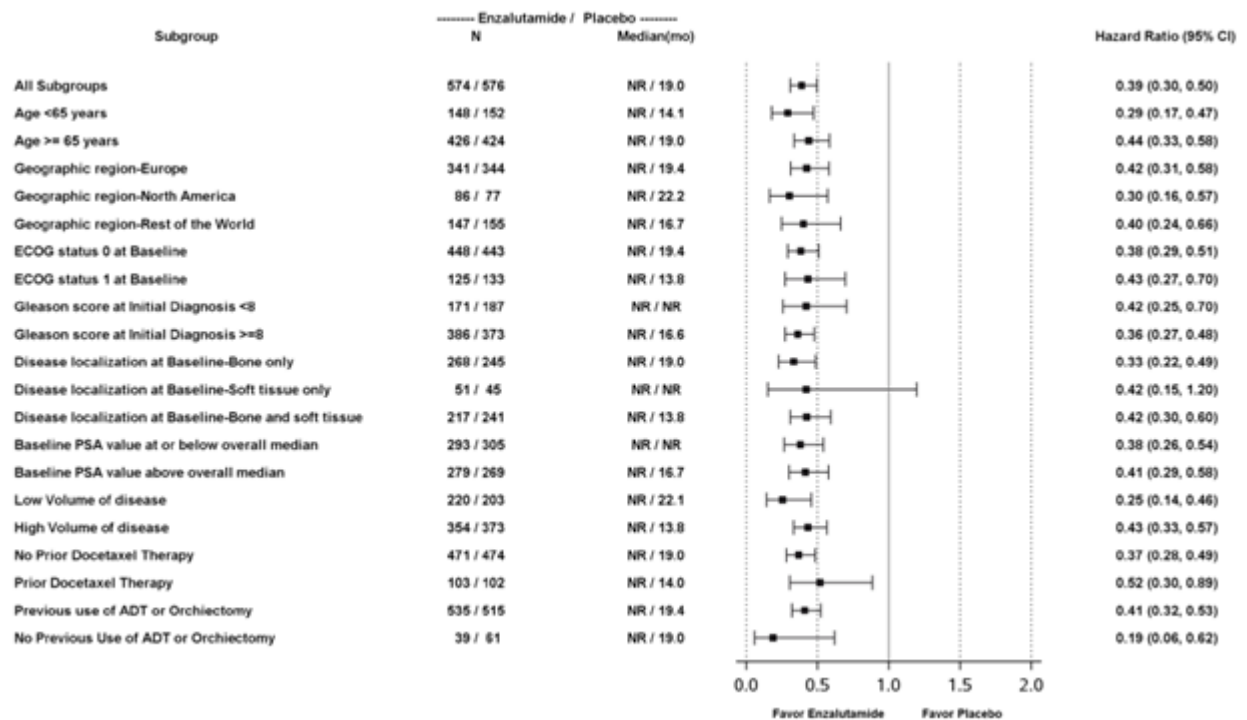 --------- Enzalutamide / Placebo ---------
Subgroup N Median(mo) Hazard Ratio (95% CI)
All Subgroups 574 / 576 NR / 19.0 0.39 (0.30, 0.50)
Age <65 years 148 / 152 NR / 14.1 0.29 (0.17, 0.47)
Age >= 65 years 426 / 424 NR / 19.0 0.44 (0.33, 0.58)
Geographic region-Europe 341 / 344 NR / 19.4 0.42 (0.31, 0.58)
Geographic region-North America 86 / 77 NR / 22.2 0.30 (0.16, 0.57)
Geographic region-Rest of the World 147 / 155 NR / 16.7 0.40 (0.24, 0.66)
ECOG status 0 at Baseline 448 / 443 NR / 19.4 0.38 (0.29, 0.51)
ECOG status 1 at Baseline 125 / 133 NR / 13.8 0.43 (0.27, 0.70)
Gleason score at Initial Diagnosis <8 171 / 187 NR / NR 0.42 (0.25, 0.70)
Gleason score at Initial Diagnosis >=8 386 / 373 NR / 16.6 0.36 (0.27, 0.48)
Disease localization at Baseline-Bone only 268 / 245 NR / 19.0 0.33 (0.22, 0.49)
Disease localization at Baseline-Soft tissue only 51 / 45 NR / NR 0.42 (0.15, 1.20)
Disease localization at Baseline-Bone and soft tissue 217 / 241 NR / 13.8 0.42 (0.30, 0.60)
Baseline PSA value at or below overall median 293 / 305 NR / NR 0.38 (0.26, 0.54)
Baseline PSA value above overall median 279 / 269 NR / 16.7 0.41 (0.29, 0.58)
Low Volume of disease 220 / 203 NR / 22.1 0.25 (0.14, 0.46)
High Volume of disease 354 / 373 NR / 13.8 0.43 (0.33, 0.57)
No Prior Docetaxel Therapy 471 / 474 NR / 19.0 0.37 (0.28, 0.49)
Prior Docetaxel Therapy 103 / 102 NR / 14.0 0.52 (0.30, 0.89)
Previous use of ADT or Orchiectomy 535 / 515 NR / 19.4 0.41 (0.32, 0.53)
No Previous Use of ADT or Orchiectomy 39 / 61 NR / 19.0 0.19 (0.06, 0.62)
0.0 0.5 1.0 1.5 2.0
Favor Enzalutamide Favor Placebo